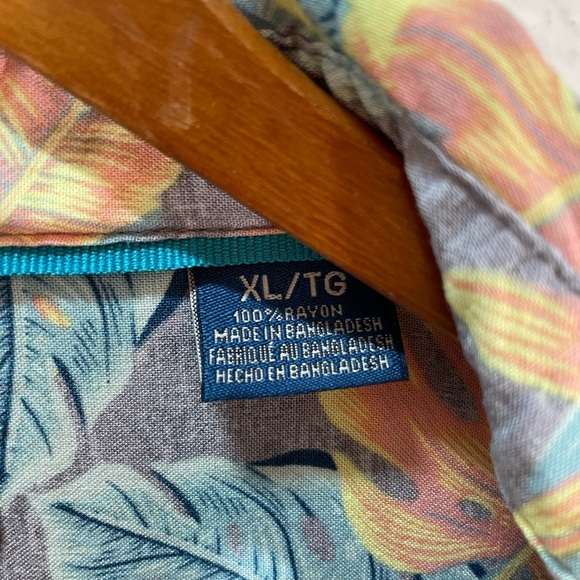 XL/TG
100% RAYON
MADE IN BANGLADESH
FABRIQUÉ AU BANGLADESH
HECHO EN BANGLADESH